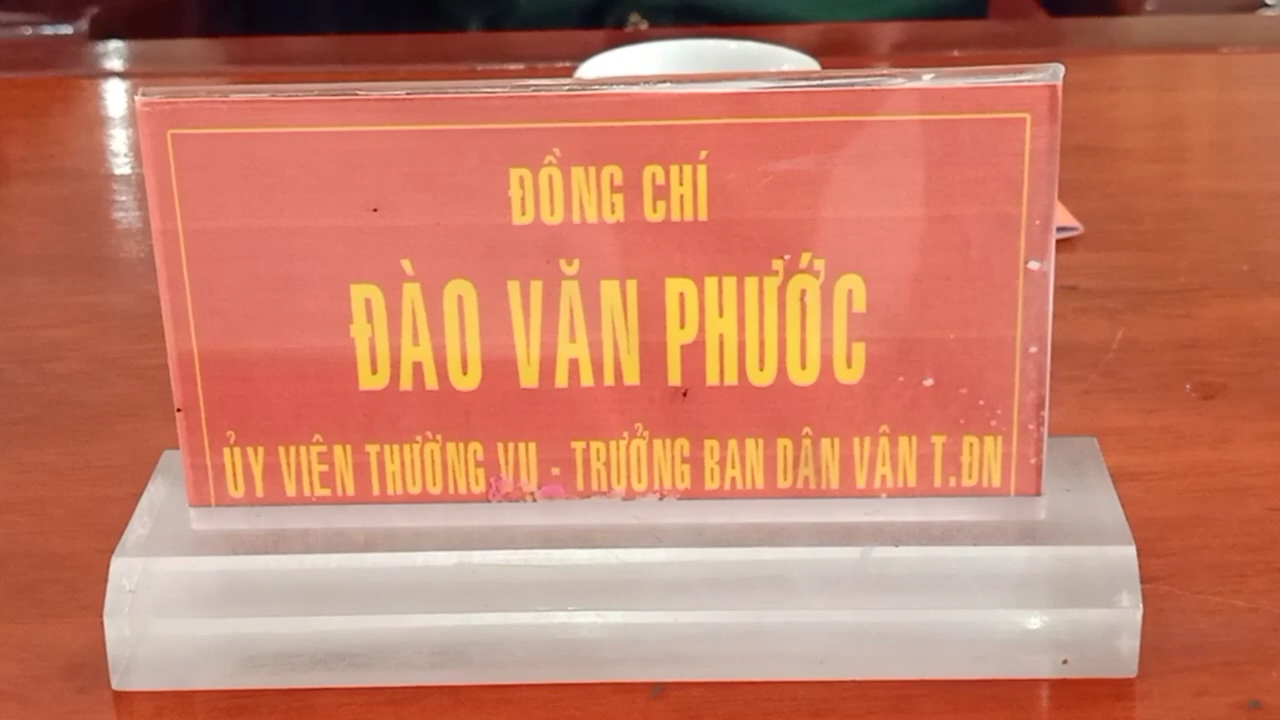 ĐỒNG CHÍ
ĐÀO VĂN PHƯỚC
ỦY VIÊN THƯỜNG VỤ - TRƯỞNG BAN DÂN VẬN T.ĐN